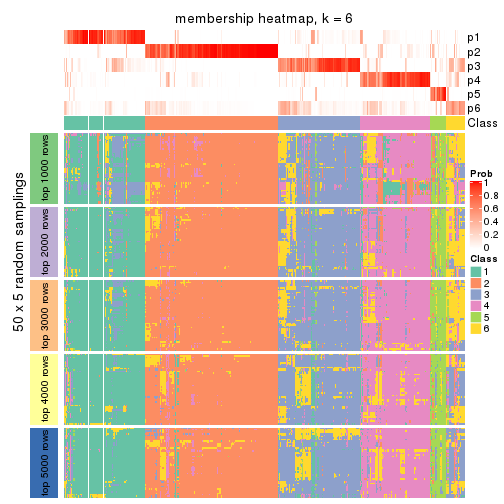 membership heatmap, k = 6
p1
p2
p3
p4
p5
p6
Class
50 x 5 random samplings
top 1000 rows
top 2000 rows
top 3000 rows
top 4000 rows
top 5000 rows
Prob
1
0.8
0.6
0.4
0.2
0
Class
1
2
3
4
5
6